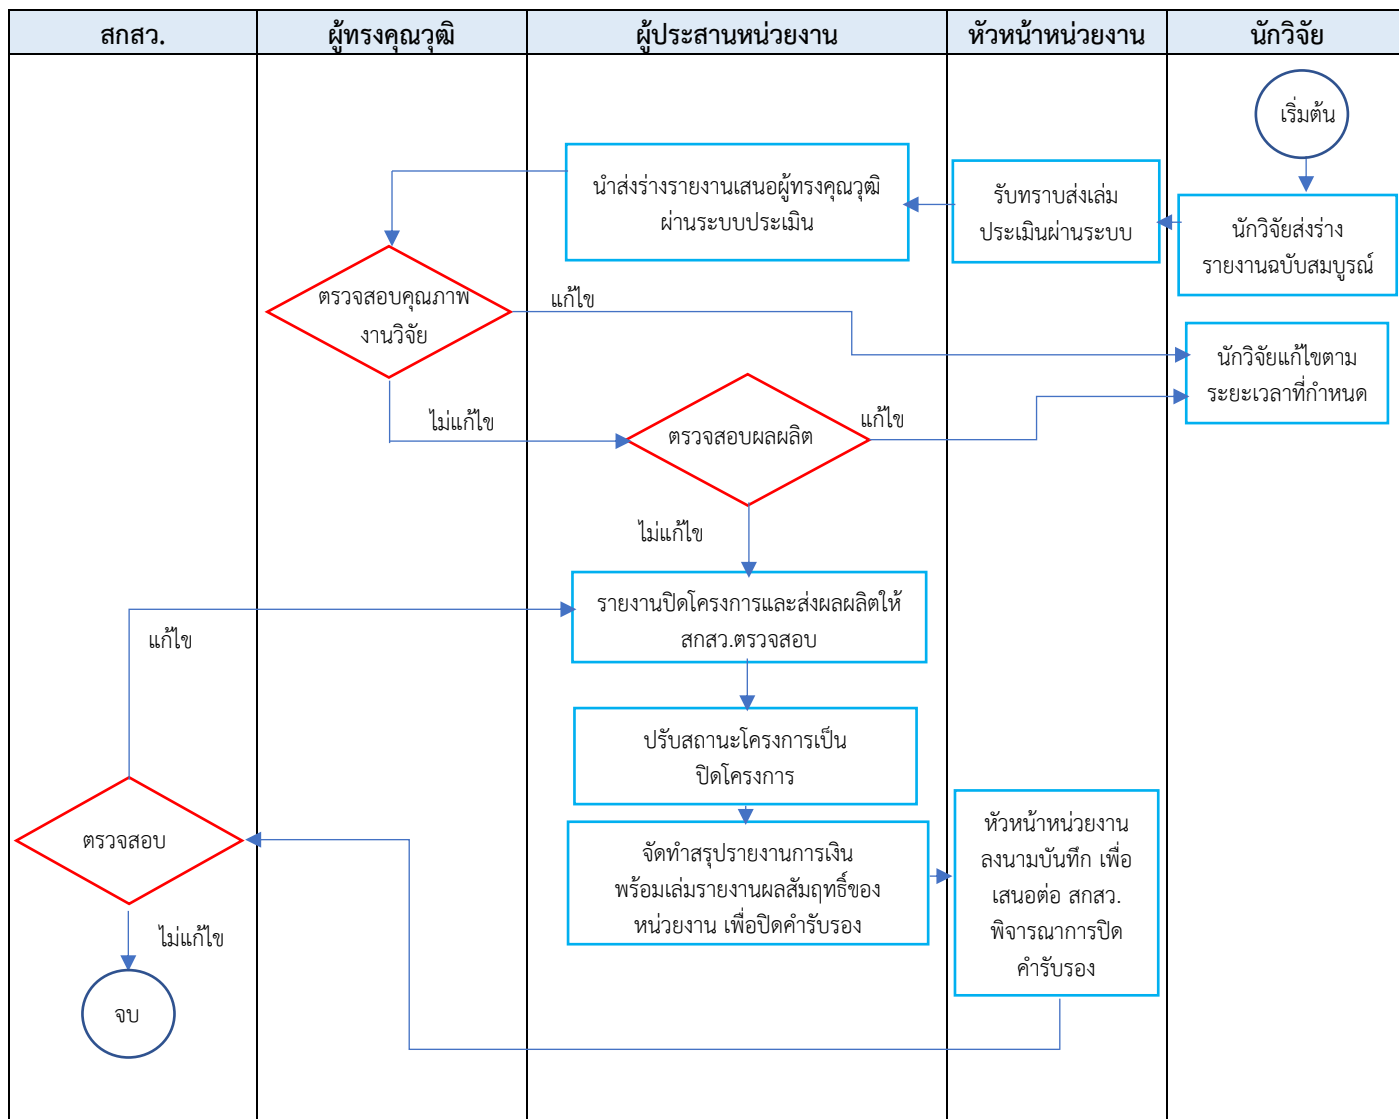 สกสว.
ผู้ทรงคุณวุฒิ
ผู้ประสานหน่วยงาน
หัวหน้าหน่วยงาน
นักวิจัย
เริ่มต้น
นักวิจัยส่งร่าง
รายงานฉบับสมบูรณ์
รับทราบส่งเล่ม
ประเมินผ่านระบบ
นำส่งร่างรายงานเสนอผู้ทรงคุณวุฒิ
ผ่านระบบประเมิน
ตรวจสอบคุณภาพ
งานวิจัย
แก้ไข
นักวิจัยแก้ไขตาม
ระยะเวลาที่กำหนด
ไม่แก้ไข
ตรวจสอบผลผลิต
แก้ไข
ไม่แก้ไข
รายงานปิดโครงการและส่งผลผลิตให้
สกสว.ตรวจสอบ
แก้ไข
ปรับสถานะโครงการเป็น
ปิดโครงการ
จัดทำสรุปรายงานการเงิน
พร้อมเล่มรายงานผลสัมฤทธิ์ของ
หน่วยงาน เพื่อปิดคำรับรอง
หัวหน้าหน่วยงาน
ลงนามบันทึก เพื่อ
เสนอต่อ สกสว.
พิจารณาการปิด
คำรับรอง
ตรวจสอบ
ไม่แก้ไข
จบ